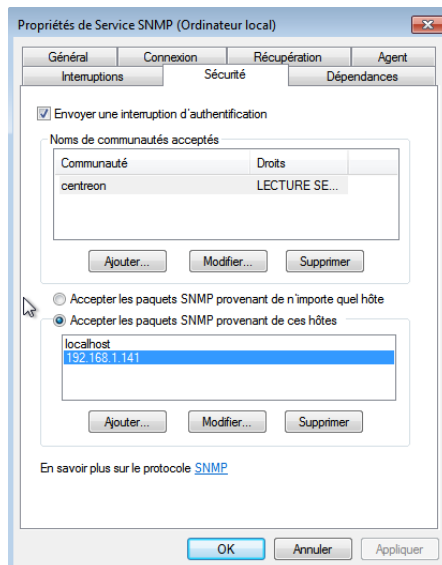 Propriétés de Service SNMP (Ordinateur local)
Général Connexion Récupération Agent
Interruptions Sécurité Dépendances
Envoyer une interruption d'authentification
Noms de communautés acceptés
Communauté Droits
centreon LECTURE SE...
Ajouter... Modifier... Supprimer
Accepter les paquets SNMP provenant de n'importe quel hôte
Accepter les paquets SNMP provenant de ces hôtes
localhost
192.168.1.141
Ajouter... Modifier... Supprimer
En savoir plus sur le protocole SNMP
OK Annuler Appliquer